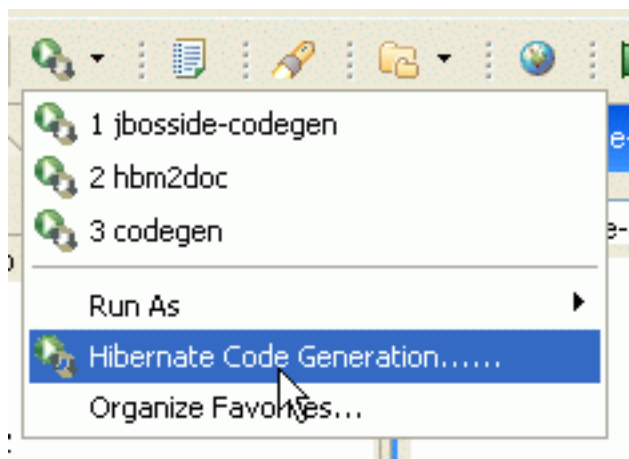 1 jbosside-codegen
2 hbm2doc
3 codegen
Run As
Hibernate Code Generation......
Organize Favorites...